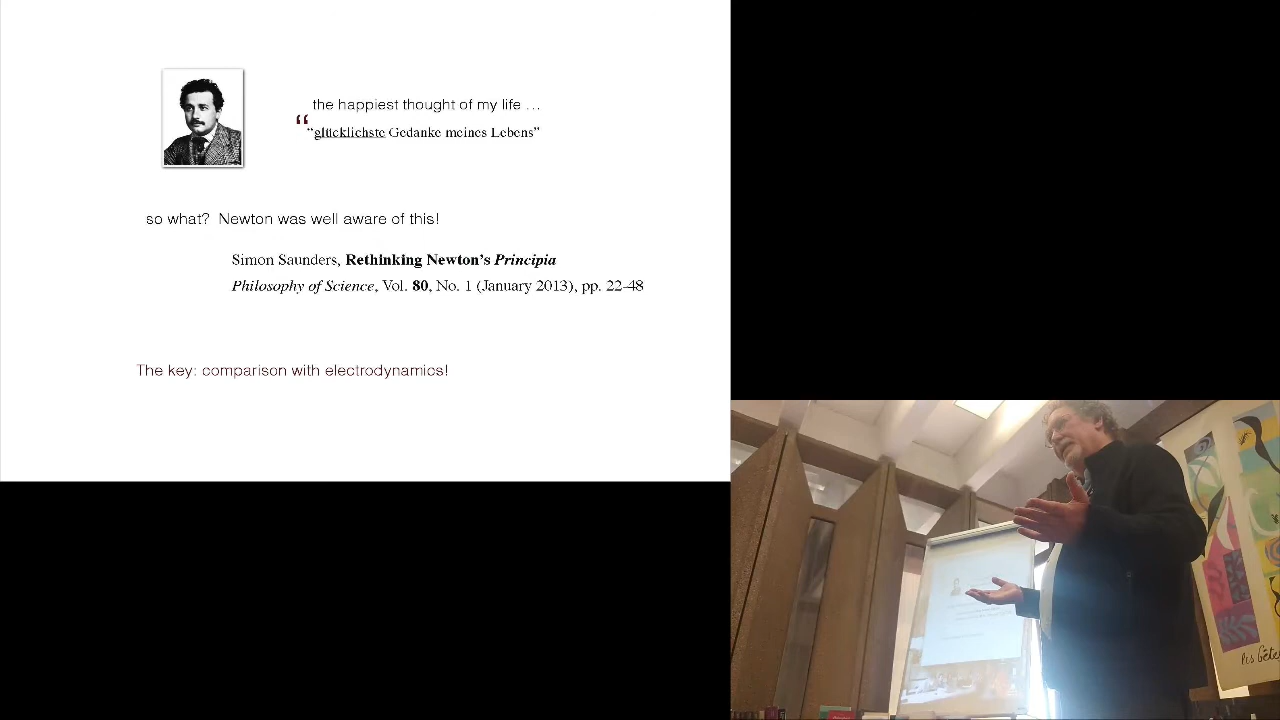 the happiest thought of my life ...
“
“glücklichste Gedanke meines Lebens”
so what? Newton was well aware of this!
Simon Saunders, Rethinking Newton's Principia
Philosophy of Science, Vol. 80, No. 1 (January 2013), pp. 22–48
The key: comparison with electrodynamics!